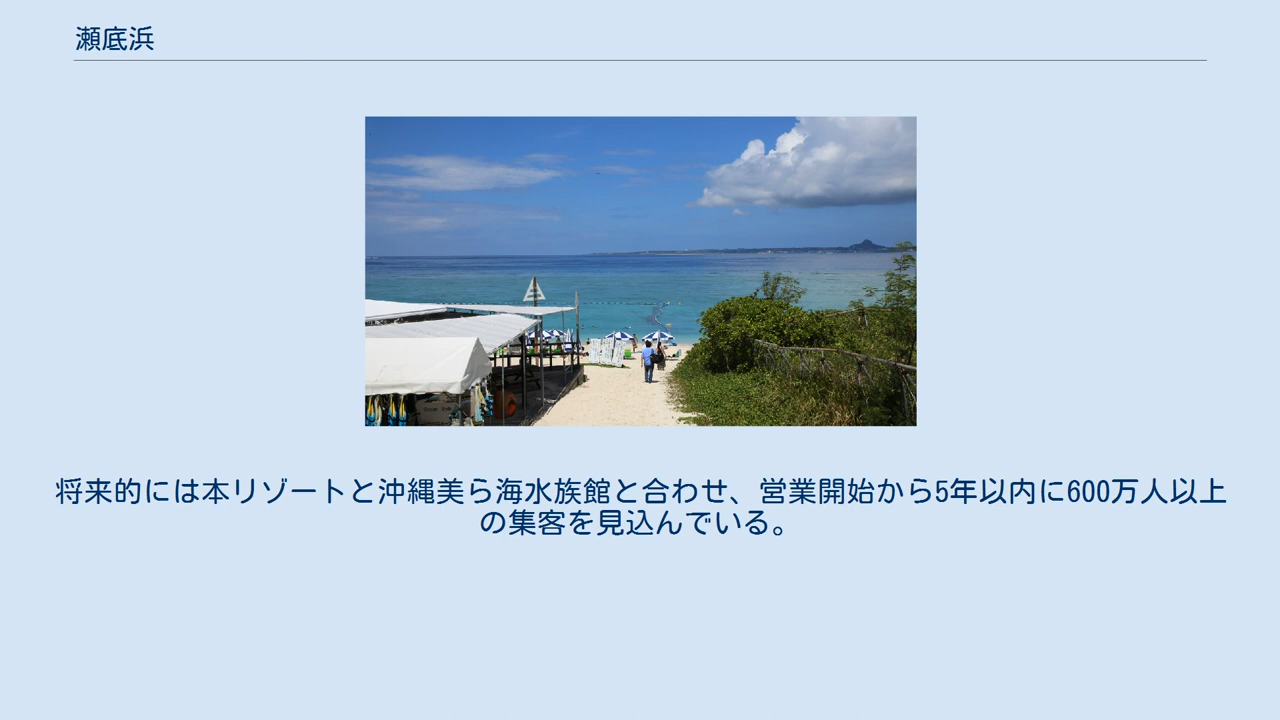 瀬底浜
将来的には本リゾートと沖縄美ら海水族館と合わせ、営業開始から5年以内に600万人以上
の集客を見込んでいる。